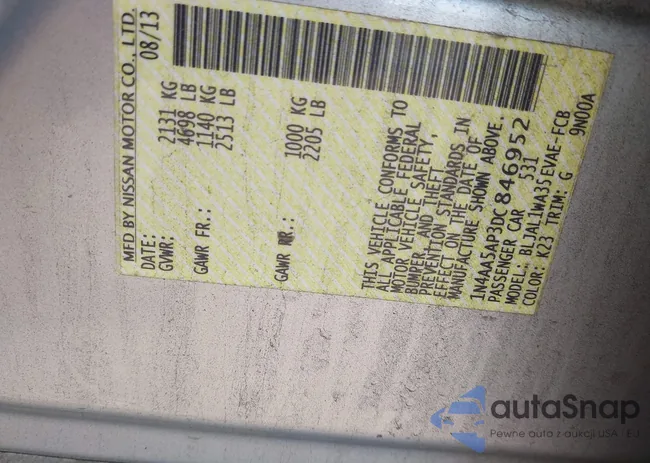 MFD BY NISSAN MOTOR CO., LTD.
DATE: 08/13
GVWR: 2131 KG
4698 LB
GAWR FR.: 1140 KG
2513 LB
GAWR RR.: 1000 KG
2205 LB
THIS VEHICLE CONFORMS TO
ALL APPLICABLE FEDERAL
MOTOR VEHICLE SAFETY,
BUMPER, AND THEFT
PREVENTION STANDARDS IN
EFFECT ON THE DATE OF
MANUFACTURE SHOWN ABOVE.
1N4AA5AP3DC846952
PASSENGER CAR 531
MODEL: BLJAL1WA35EVAE-FCB
COLOR: K23 TRIM: G 9N00A
autaSnap
Pewne auta z aukcji USA i EU